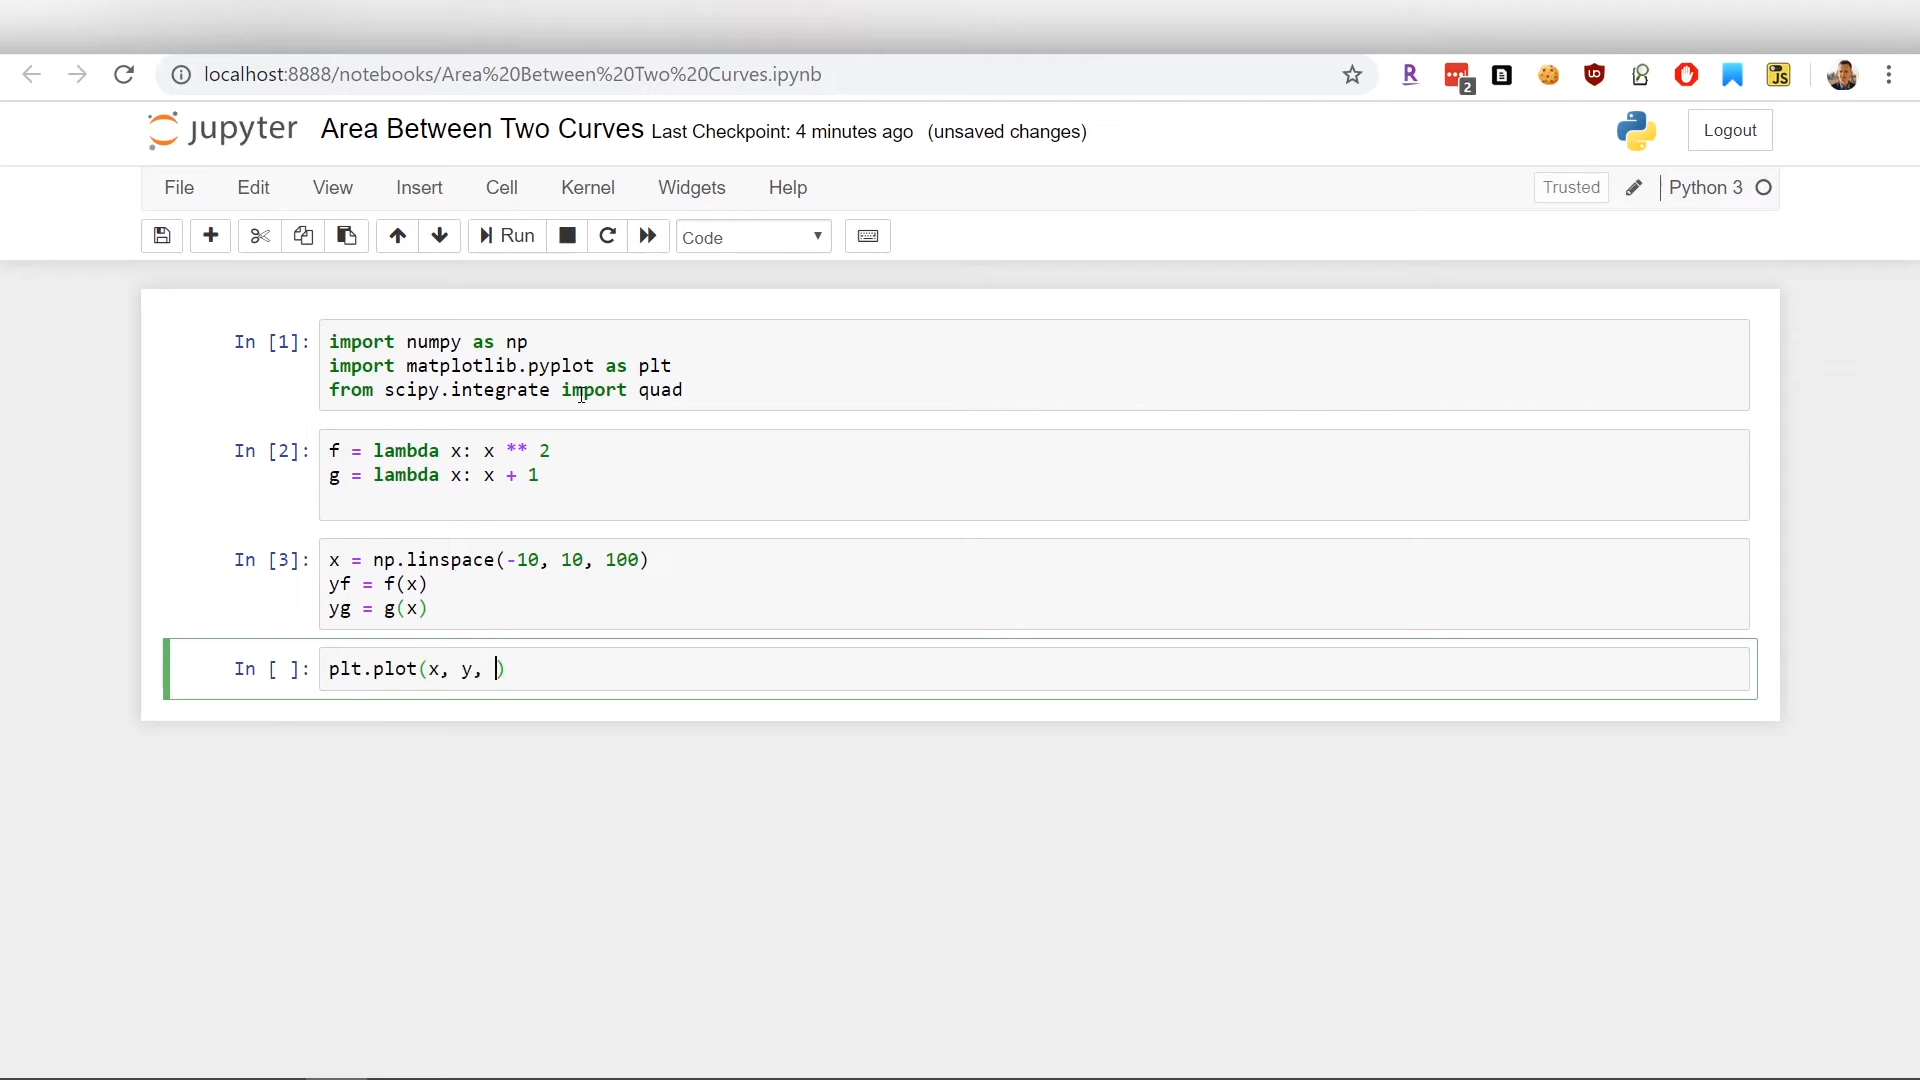 localhost:8888/notebooks/Area%20Between%20Two%20Curves.ipynb
2
JS
jupyter Area Between Two Curves Last Checkpoint: 4 minutes ago (unsaved changes)
Logout
File Edit View Insert Cell Kernel Widgets Help
Trusted Python 3
Run Code
In [1]: import numpy as np
import matplotlib.pyplot as plt
from scipy.integrate import quad
In [2]: f = lambda x: x ** 2
g = lambda x: x + 1
In [3]: x = np.linspace(-10, 10, 100)
yf = f(x)
yg = g(x)
In [ ]: plt.plot(x, y, )